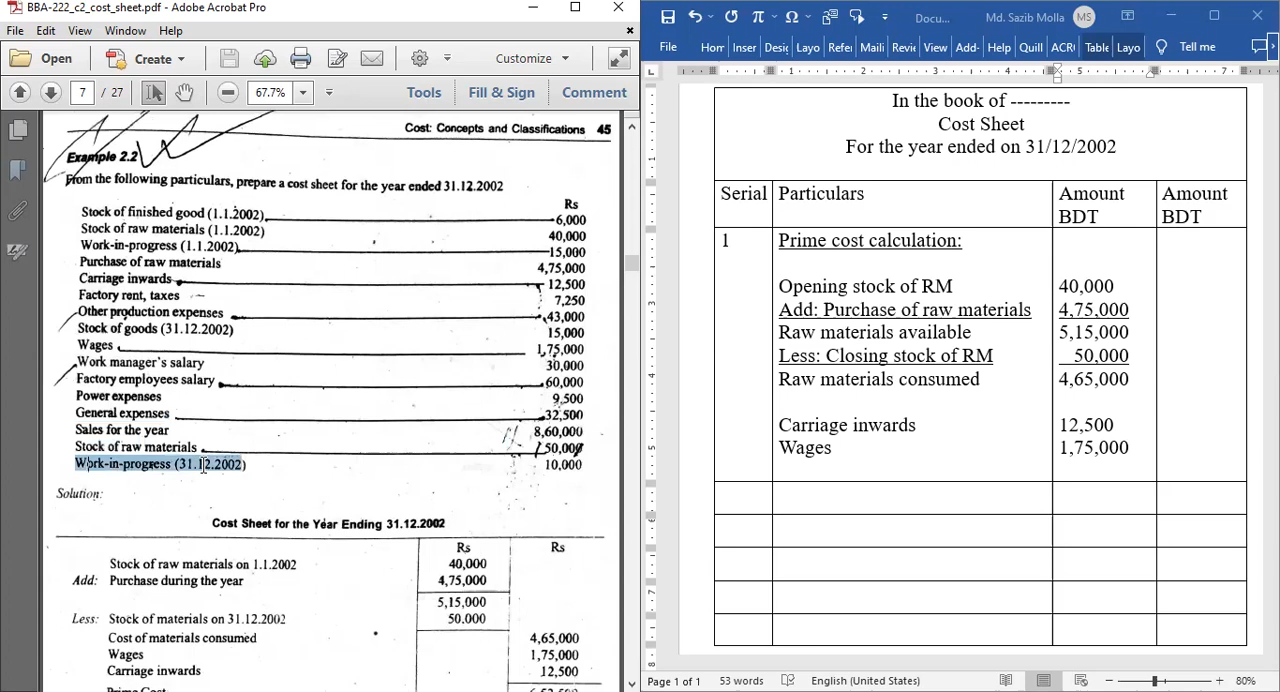 BBA-222_c2_cost_sheet.pdf - Adobe Acrobat Pro
File Edit View Window Help
Open Create Customize
7 / 27 67.7% Tools Fill & Sign Comment
Cost: Concepts and Classifications 45
Example 2.2
From the following particulars, prepare a cost sheet for the year ended 31.12.2002
Rs
Stock of finished good (1.1.2002) 6,000
Stock of raw materials (1.1.2002) 40,000
Work-in-progress (1.1.2002) 15,000
Purchase of raw materials 4,75,000
Carriage inwards 12,500
Factory rent, taxes 7,250
Other production expenses 43,000
Stock of goods (31.12.2002) 15,000
Wages 1,75,000
Work manager's salary 30,000
Factory employees salary 60,000
Power expenses 9,500
General expenses 32,500
Sales for the year 8,60,000
Stock of raw materials 50,000
Work-in-progress (31.12.2002) 10,000
Solution:
Cost Sheet for the Year Ending 31.12.2002
Rs Rs
Stock of raw materials on 1.1.2002 40,000
Add: Purchase during the year 4,75,000
5,15,000
Less: Stock of materials on 31.12.2002 50.000
Cost of materials consumed 4,65,000
Wages 1,75,000
Carriage inwards 12,500
Prime Cost
Docu... Md. Sazib Molla MS
File Hom Inser Desig Layo Refer Maili Revie View Add- Help Quill ACR Table Layo Tell me
1 2 3 4 5 7
In the book of ---------
Cost Sheet
For the year ended on 31/12/2002
Serial Particulars Amount BDT Amount BDT
1 Prime cost calculation:
Opening stock of RM 40,000
Add: Purchase of raw materials 4,75,000
Raw materials available 5,15,000
Less: Closing stock of RM 50,000
Raw materials consumed 4,65,000
Carriage inwards 12,500
Wages 1,75,000
Page 1 of 1 53 words English (United States) 80%